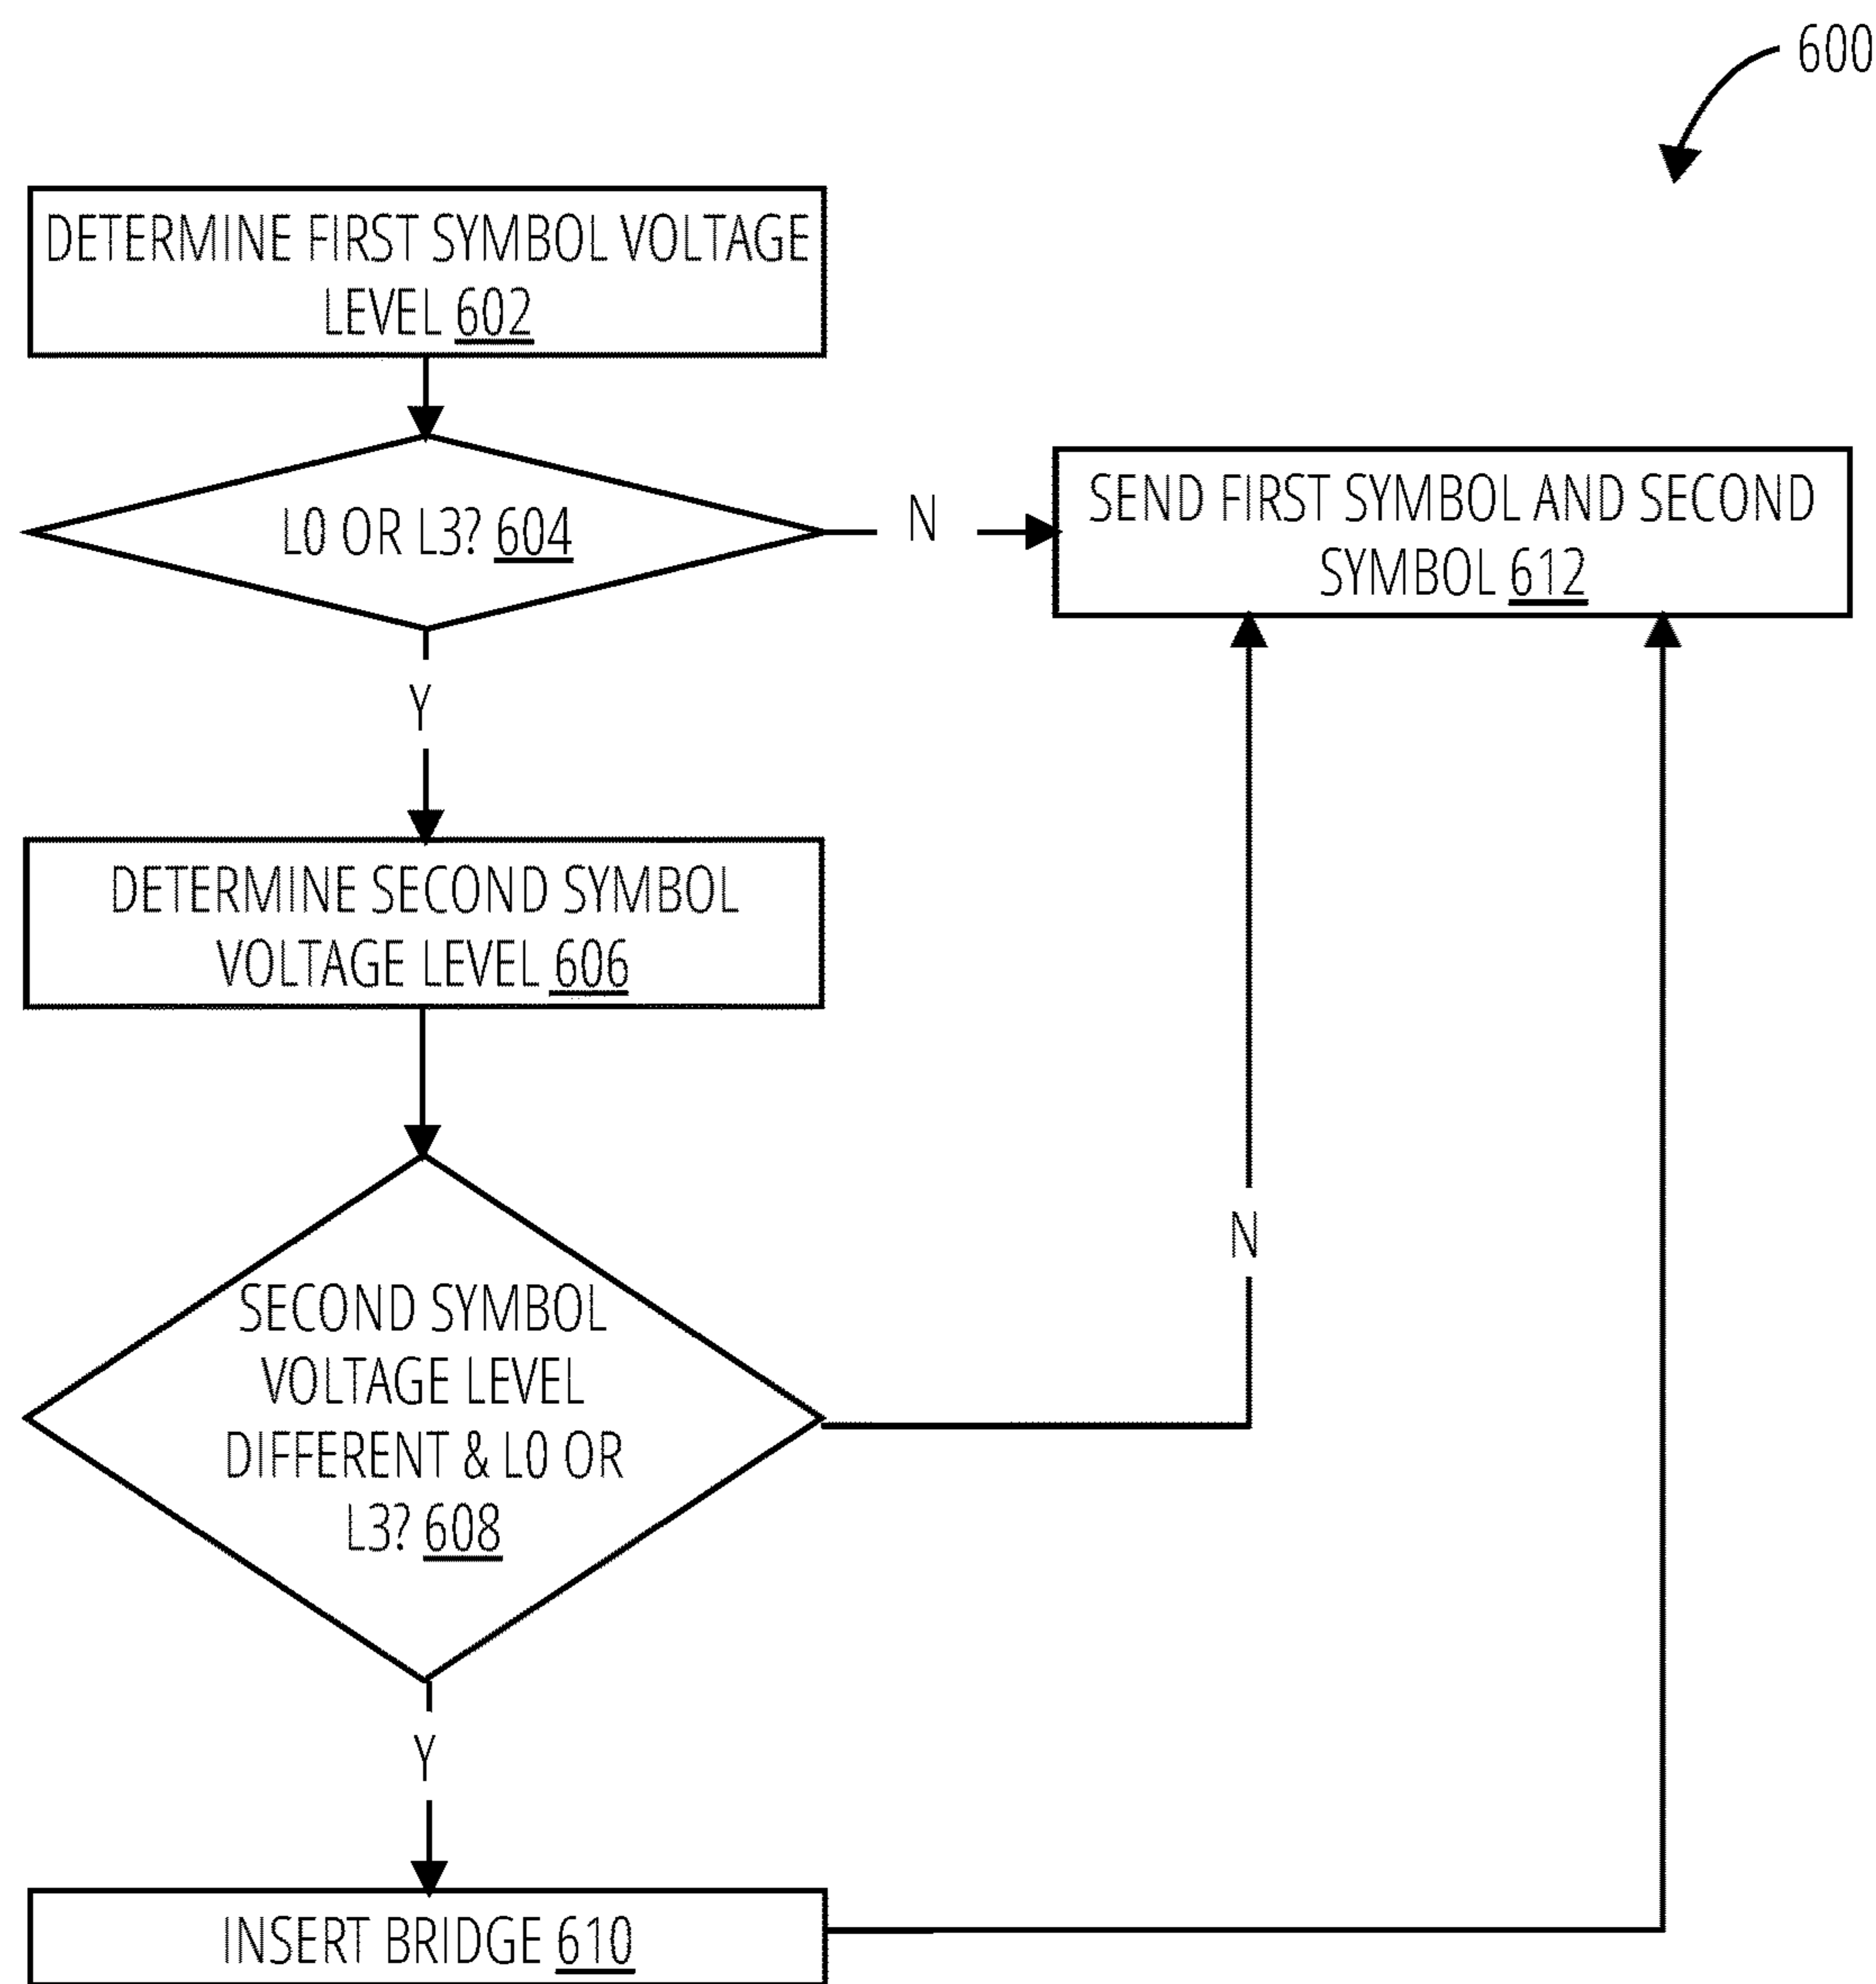 600
DETERMINE FIRST SYMBOL VOLTAGE
LEVEL 602
L0 OR L3? 604
N
SEND FIRST SYMBOL AND SECOND
SYMBOL 612
Y
DETERMINE SECOND SYMBOL
VOLTAGE LEVEL 606
N
SECOND SYMBOL
VOLTAGE LEVEL
DIFFERENT & L0 OR
L3? 608
Y
INSERT BRIDGE 610